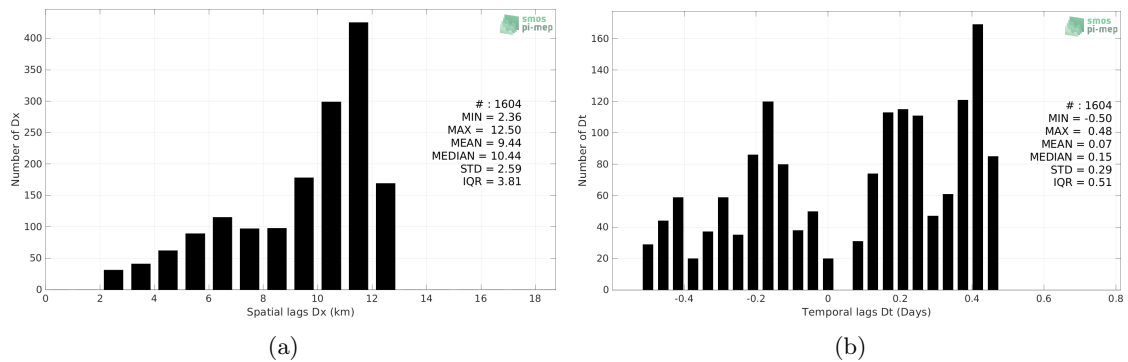 smos
pi-mep
400
350
300
250
200
150
100
50
0
Number of Dx
# : 1604
MIN = 2.36
MAX = 12.50
MEAN = 9.44
MEDIAN = 10.44
STD = 2.59
IQR = 3.81
0 2 4 6 8 10 12 14 16 18
Spatial lags Dx (km)
(a)
smos
pi-mep
160
140
120
100
80
60
40
20
0
Number of Dt
# : 1604
MIN = -0.50
MAX = 0.48
MEAN = 0.07
MEDIAN = 0.15
STD = 0.29
IQR = 0.51
-0.4 -0.2 0 0.2 0.4 0.6 0.8
Temporal lags Dt (Days)
(b)